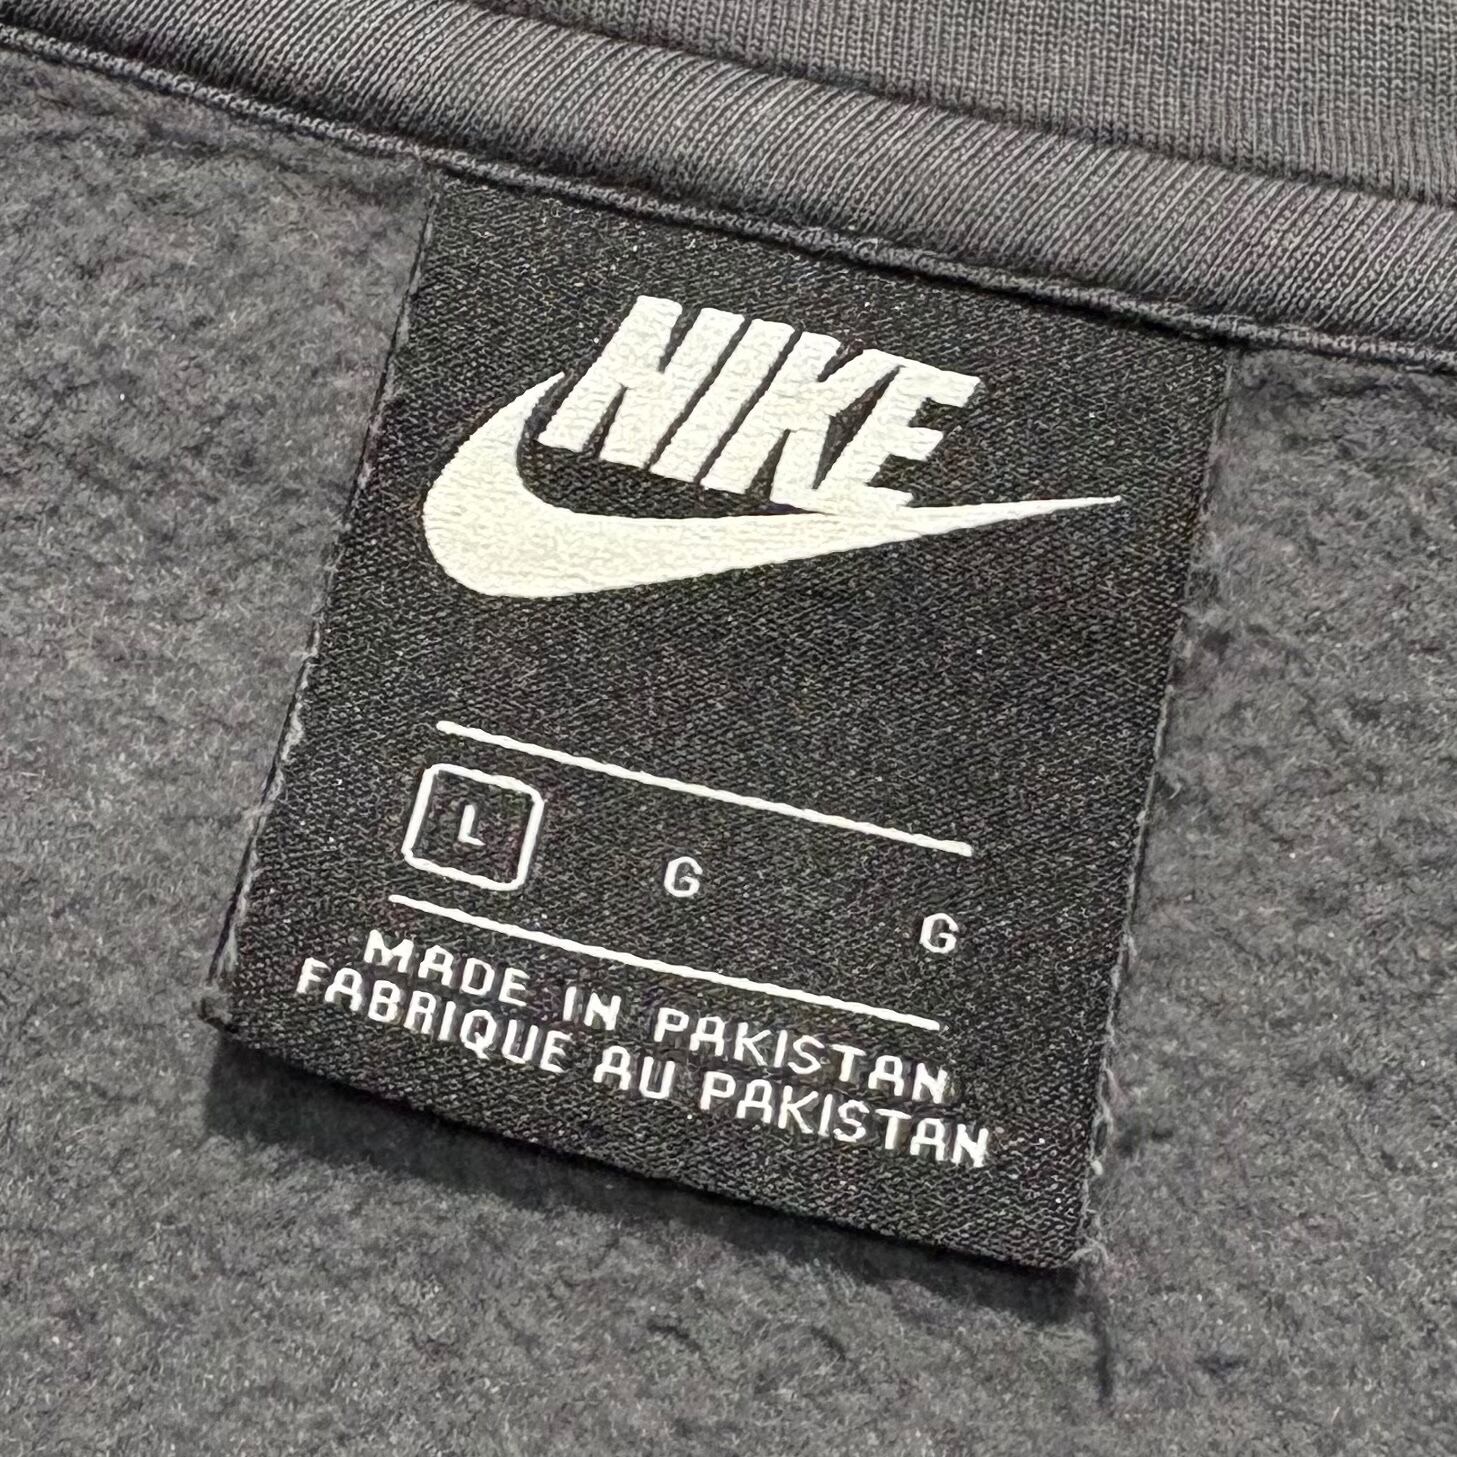 NIKE
L G G
MADE IN PAKISTAN
FABRIQUE AU PAKISTAN